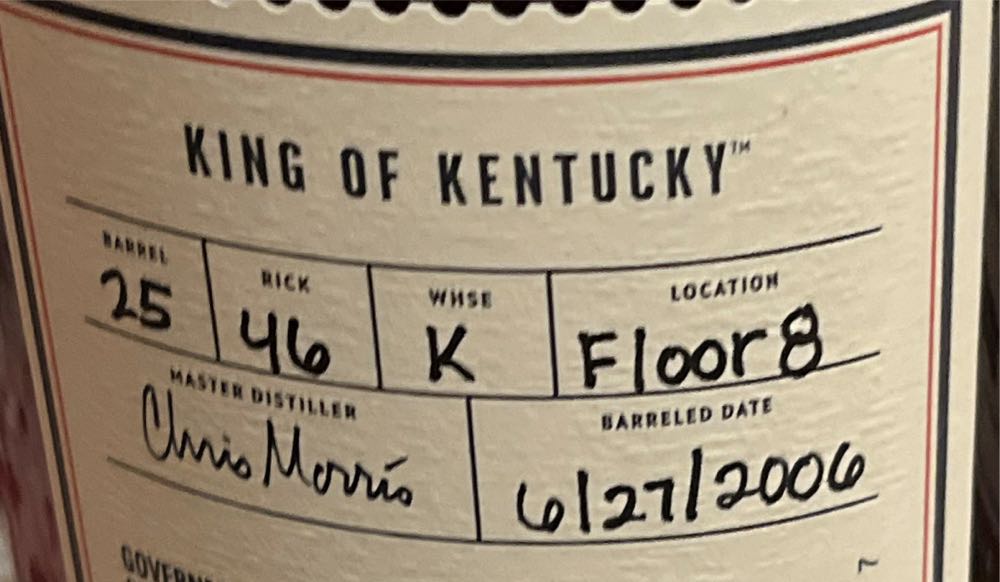 KING OF KENTUCKY™
BARREL RICK WHSE LOCATION
25 46 K Floor 8
MASTER DISTILLER BARRELED DATE
Chris Morris 6/27/2006